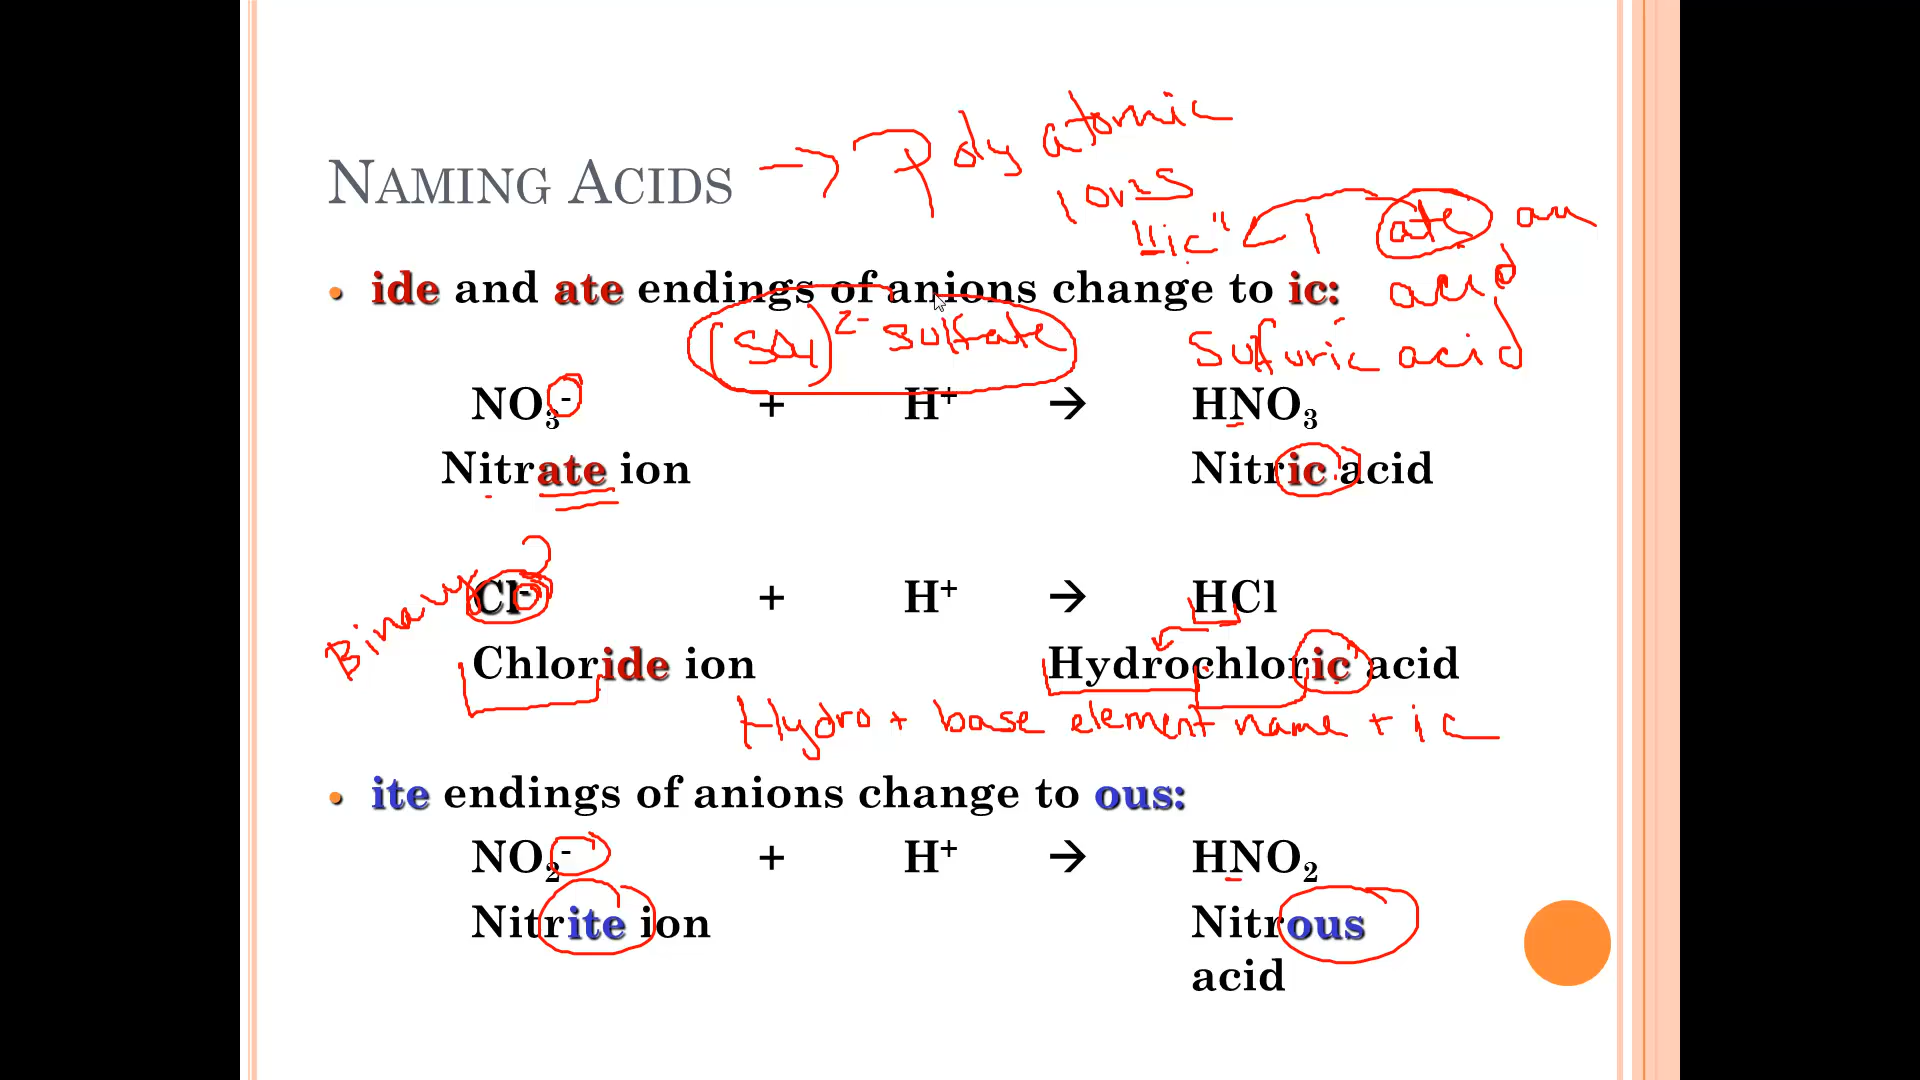 NAMING ACIDS → Polyatomic
ions
"ic" ate an
• ide and ate endings of anions change to ic: acid
(SO4)2- sulfate Sulfuric acid
NO3- + H+ → HNO3
Nitrate ion Nitric acid
Binary
Cl- + H+ → HCl
Chloride ion Hydrochloric acid
Hydro + base element name + ic
• ite endings of anions change to ous:
NO2- + H+ → HNO2
Nitrite ion Nitrous
acid